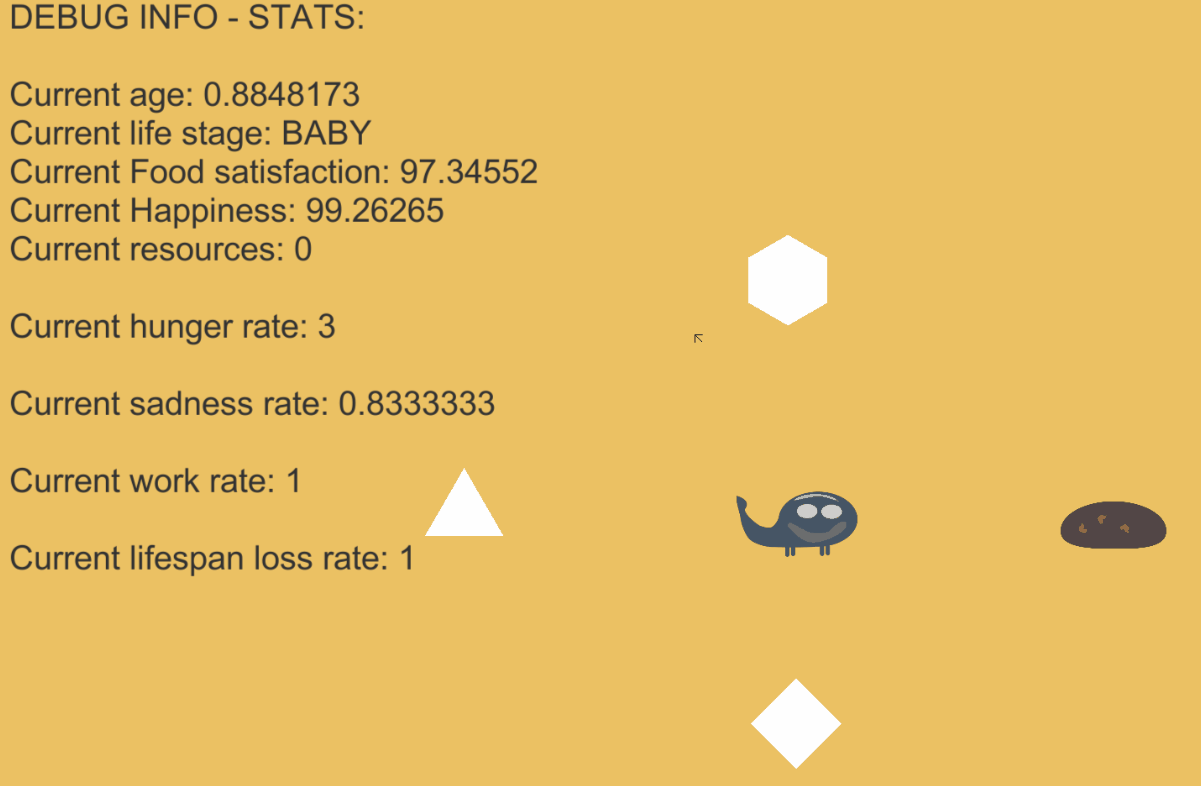 DEBUG INFO - STATS:
Current age: 0.8848173
Current life stage: BABY
Current Food satisfaction: 97.34552
Current Happiness: 99.26265
Current resources: 0
Current hunger rate: 3
Current sadness rate: 0.8333333
Current work rate: 1
Current lifespan loss rate: 1